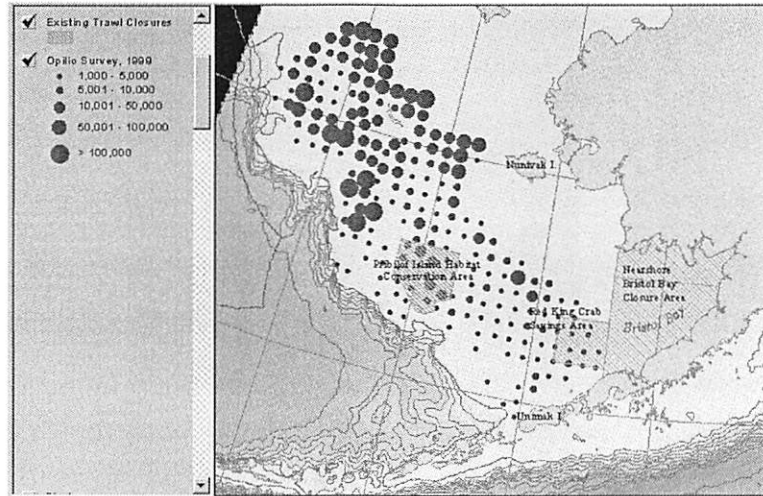 Existing Trawl Closures
Opilio Survey, 1999
1,000 - 5,000
5,001 - 10,000
10,001 - 50,000
50,001 - 100,000
> 100,000
Nunivak I.
Pribilof Island Habitat
Conservation Area
Nearshore
Bristol Bay
Closure Area
Red King Crab
Savings Area
Bristol Bay
Unimak I.